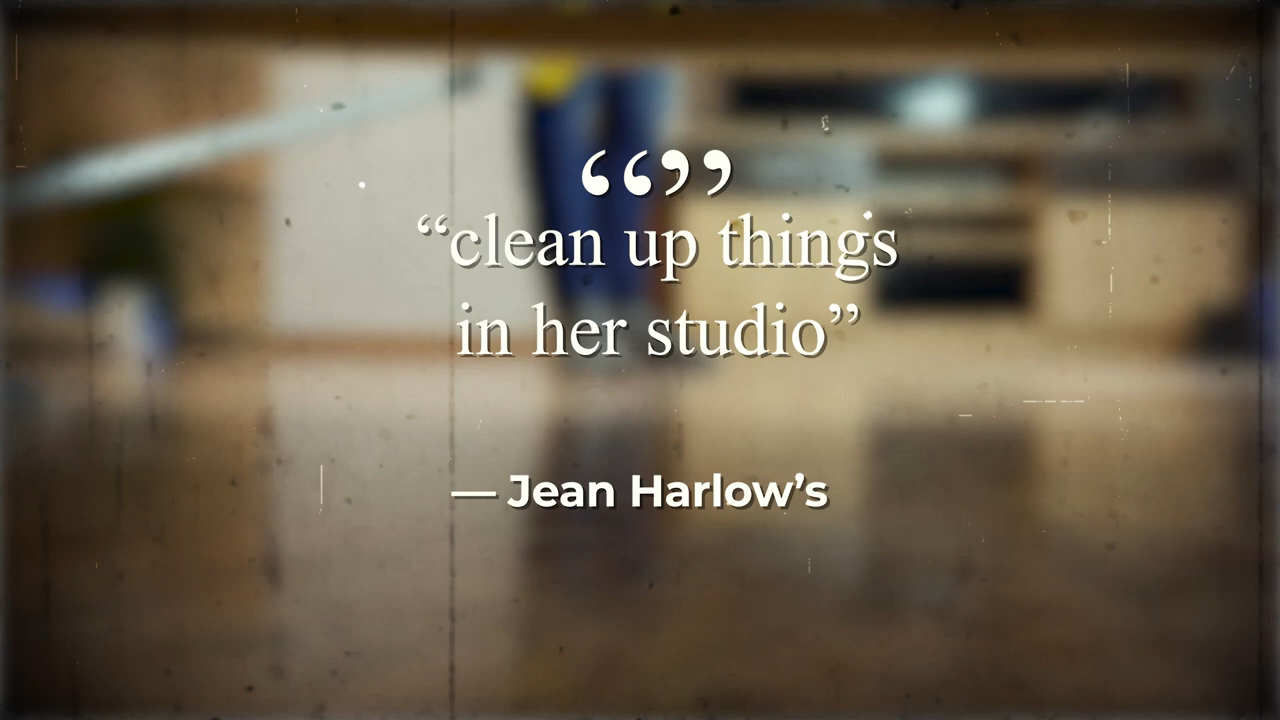 “”
“clean up things
in her studio”
— Jean Harlow’s